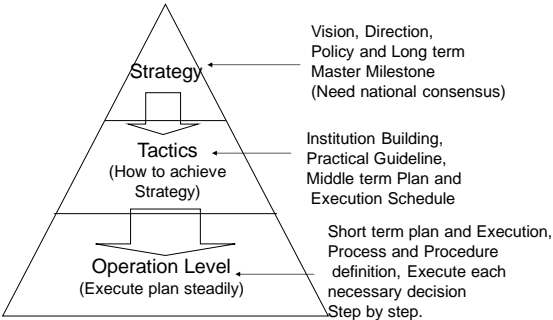 Strategy
Vision, Direction,
Policy and Long term
Master Milestone
(Need national consensus)
Tactics
(How to achieve
Strategy)
Institution Building,
Practical Guideline,
Middle term Plan and
Execution Schedule
Operation Level
(Execute plan steadily)
Short term plan and Execution,
Process and Procedure
definition, Execute each
necessary decision
Step by step.